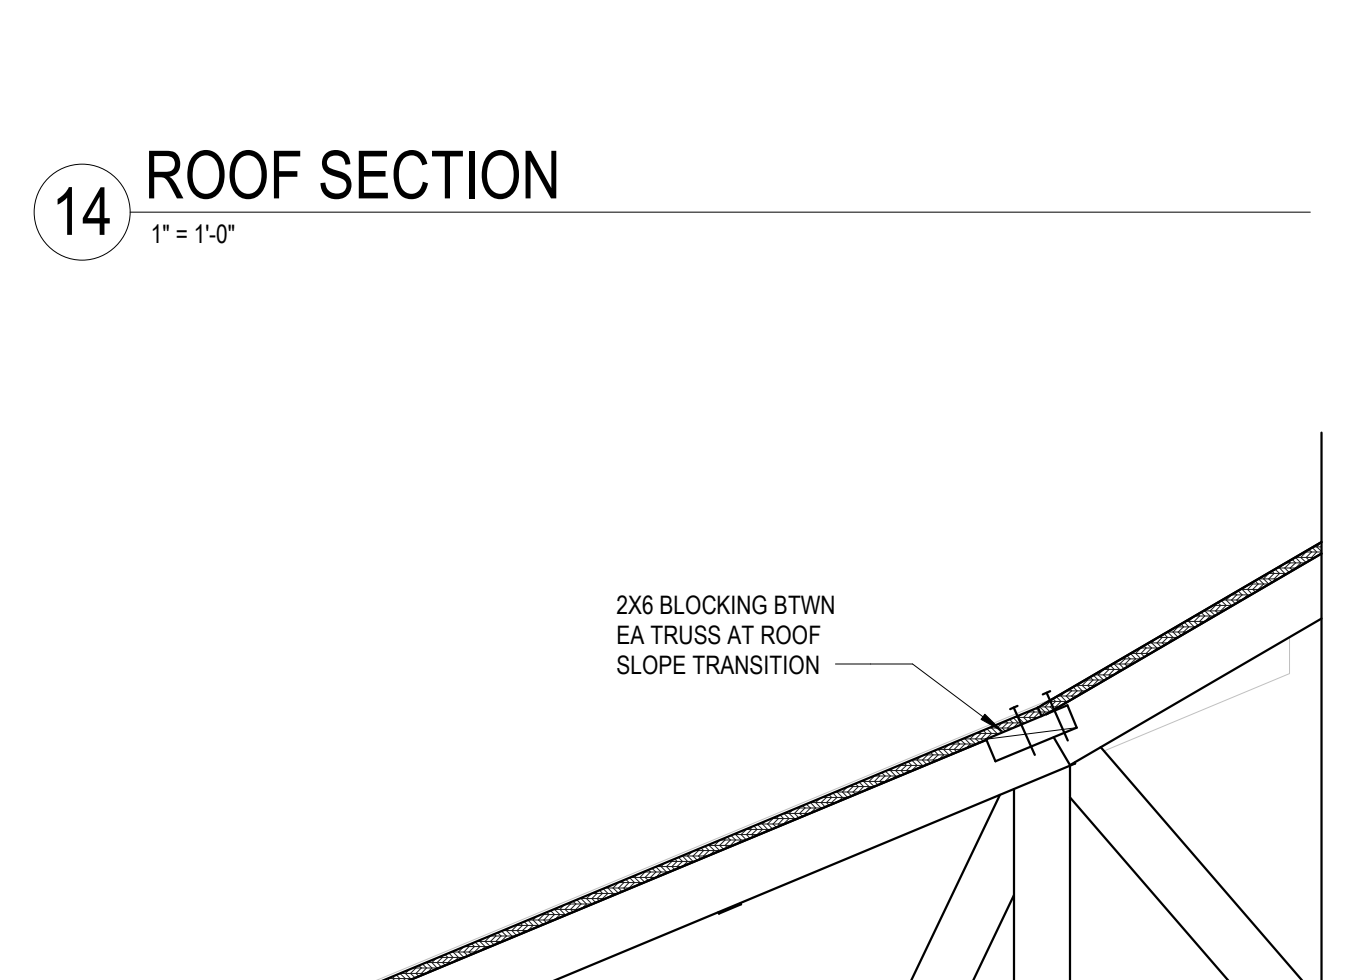 14
ROOF SECTION
1" = 1'-0"
2X6 BLOCKING BTWN
EA TRUSS AT ROOF
SLOPE TRANSITION